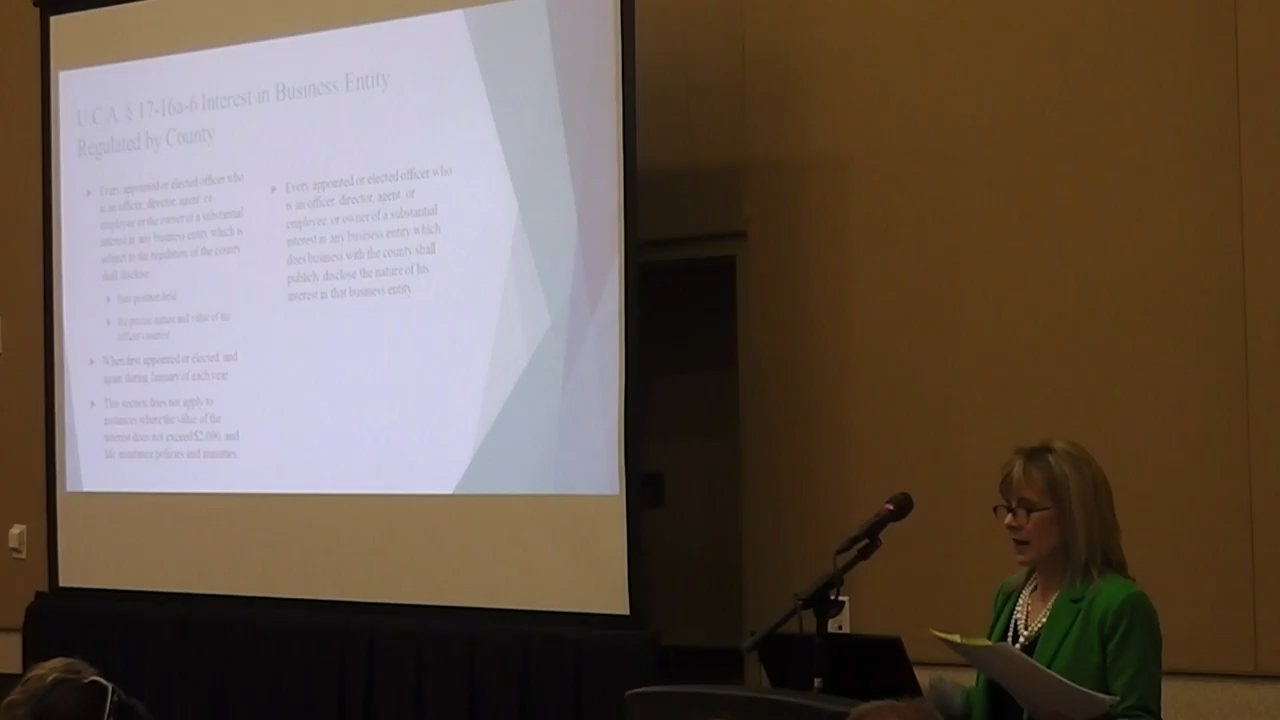 U.C.A. § 17-16a-6 Interest in Business Entity
Regulated by County
Every appointed or elected officer who
is an officer, director, agent, or
employee or the owner of a substantial
interest in any business entity which is
subject to the regulation of the county
shall disclose
their position held
the precise nature and value of the
officer's interest
When first appointed or elected, and
again during January of each year
This section does not apply to
instances where the value of the
interest does not exceed $2,000, and
life insurance policies and annuities.
Every appointed or elected officer who
is an officer, director, agent, or
employee, or owner of a substantial
interest in any business entity which
does business with the county shall
publicly disclose the nature of his
interest in that business entity